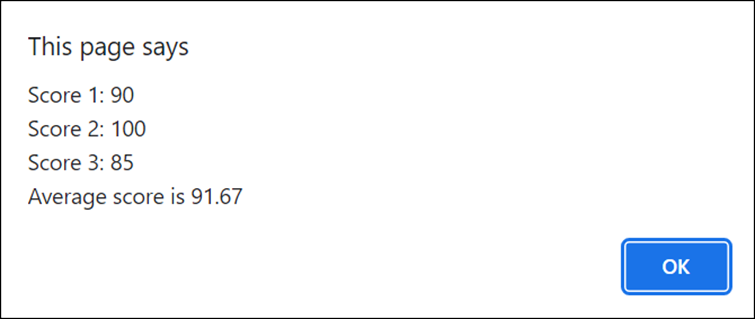 This page says
Score 1: 90
Score 2: 100
Score 3: 85
Average score is 91.67
OK